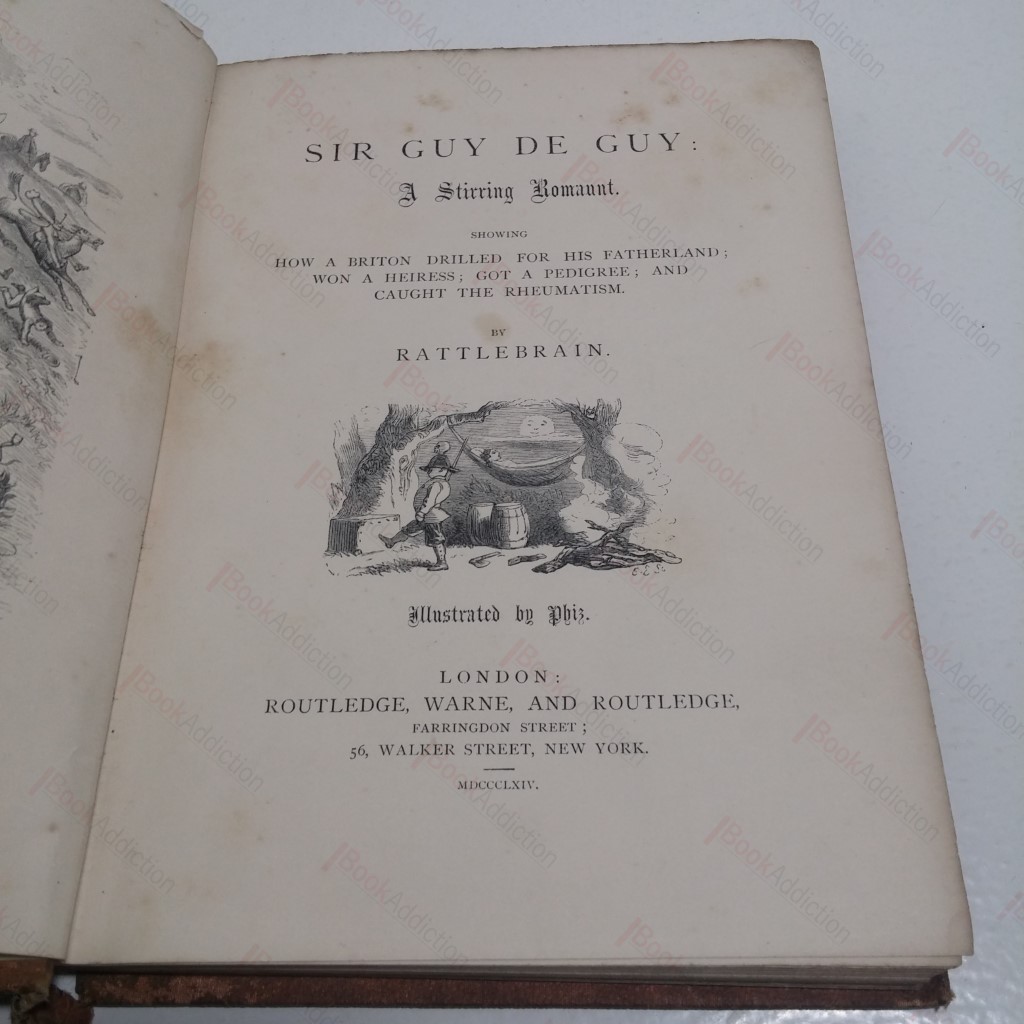 SIR GUY DE GUY:
A Stirring Romaunt.
SHOWING
HOW A BRITON DRILLED FOR HIS FATHERLAND;
WON A HEIRESS; GOT A PEDIGREE; AND
CAUGHT THE RHEUMATISM.
BY
RATTLEBRAIN.
Illustrated by Phiz.
LONDON:
ROUTLEDGE, WARNE, AND ROUTLEDGE,
FARRINGDON STREET;
56, WALKER STREET, NEW YORK.
MDCCCLXIV.
BookAddiction